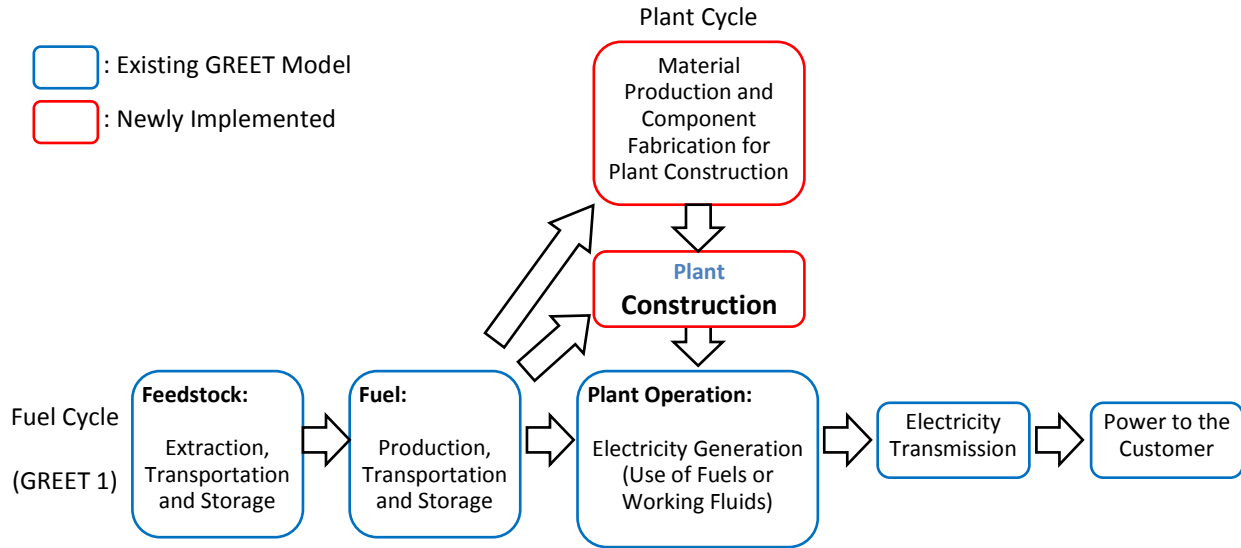 Plant Cycle
: Existing GREET Model
: Newly Implemented
Material
Production and
Component
Fabrication for
Plant Construction
Plant
Construction
Fuel Cycle
(GREET 1)
Feedstock:
Extraction,
Transportation
and Storage
Fuel:
Production,
Transportation
and Storage
Plant Operation:
Electricity Generation
(Use of Fuels or
Working Fluids)
Electricity
Transmission
Power to the
Customer